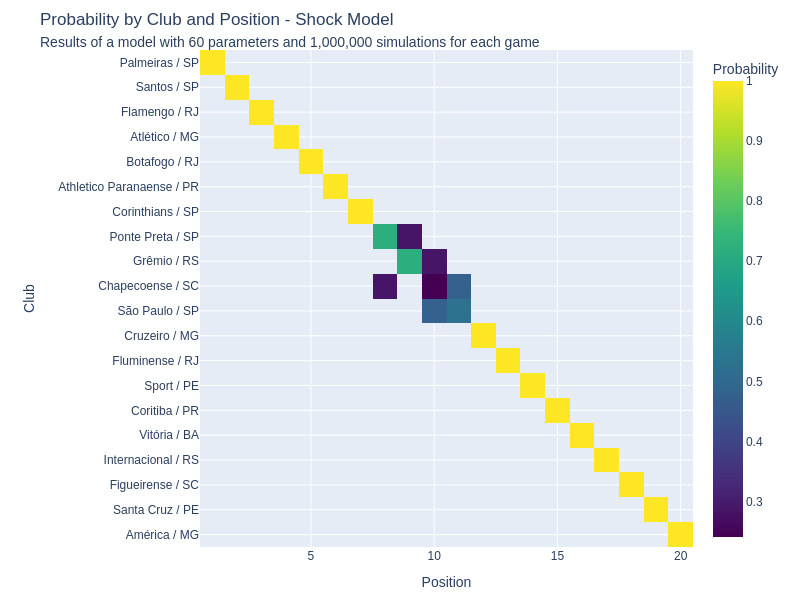 Probability by Club and Position - Shock Model
Results of a model with 60 parameters and 1,000,000 simulations for each game
Palmeiras / SP
Santos / SP
Flamengo / RJ
Atlético / MG
Botafogo / RJ
Athletico Paranaense / PR
Corinthians / SP
Ponte Preta / SP
Grêmio / RS
Chapecoense / SC
São Paulo / SP
Cruzeiro / MG
Fluminense / RJ
Sport / PE
Coritiba / PR
Vitória / BA
Internacional / RS
Figueirense / SC
Santa Cruz / PE
América / MG
Club
5
10
15
20
Position
Probability
1
0.9
0.8
0.7
0.6
0.5
0.4
0.3